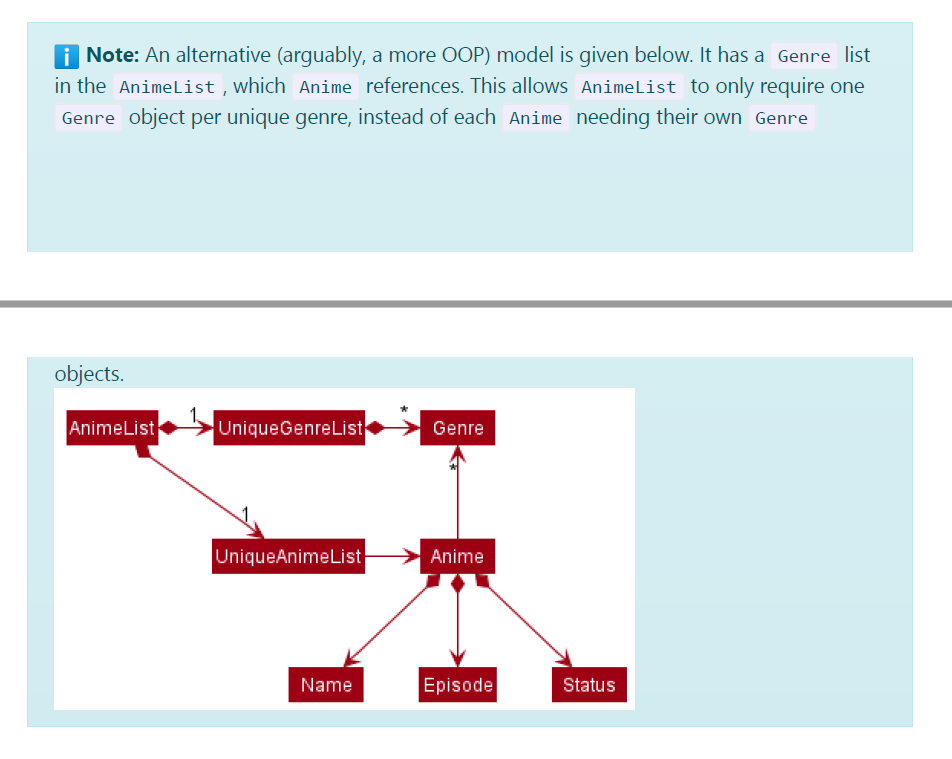 Note: An alternative (arguably, a more OOP) model is given below. It has a Genre list
in the AnimeList , which Anime references. This allows AnimeList to only require one
Genre object per unique genre, instead of each Anime needing their own Genre
objects.
AnimeList 1 UniqueGenreList * Genre
*
1
UniqueAnimeList Anime
Name Episode Status